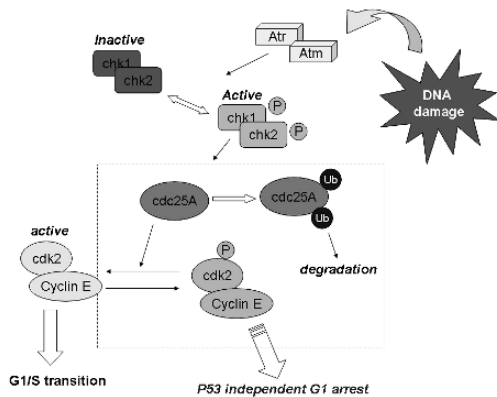 Atr
Atm
Inactive
chk1
chk2
DNA
damage
Active
chk1
P
chk2
P
cdc25A
cdc25A
Ub
Ub
degradation
active
cdk2
Cyclin E
P
cdk2
Cyclin E
G1/S transition
P53 independent G1 arrest